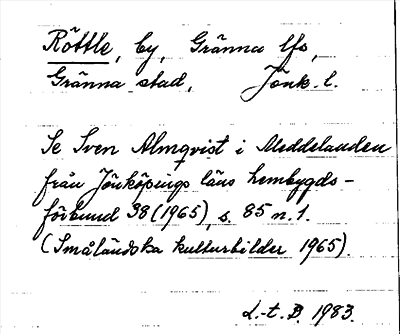 Röttle, by, Gränna lfs,
Gränna stad, Jönk. l.
Se Sven Almqvist i Meddelanden
från Jönköpings läns hembygds-
förbund 38 (1965), s. 85 n. 1.
(Småländska kulturbilder 1965).
L.-t. B. 1983.